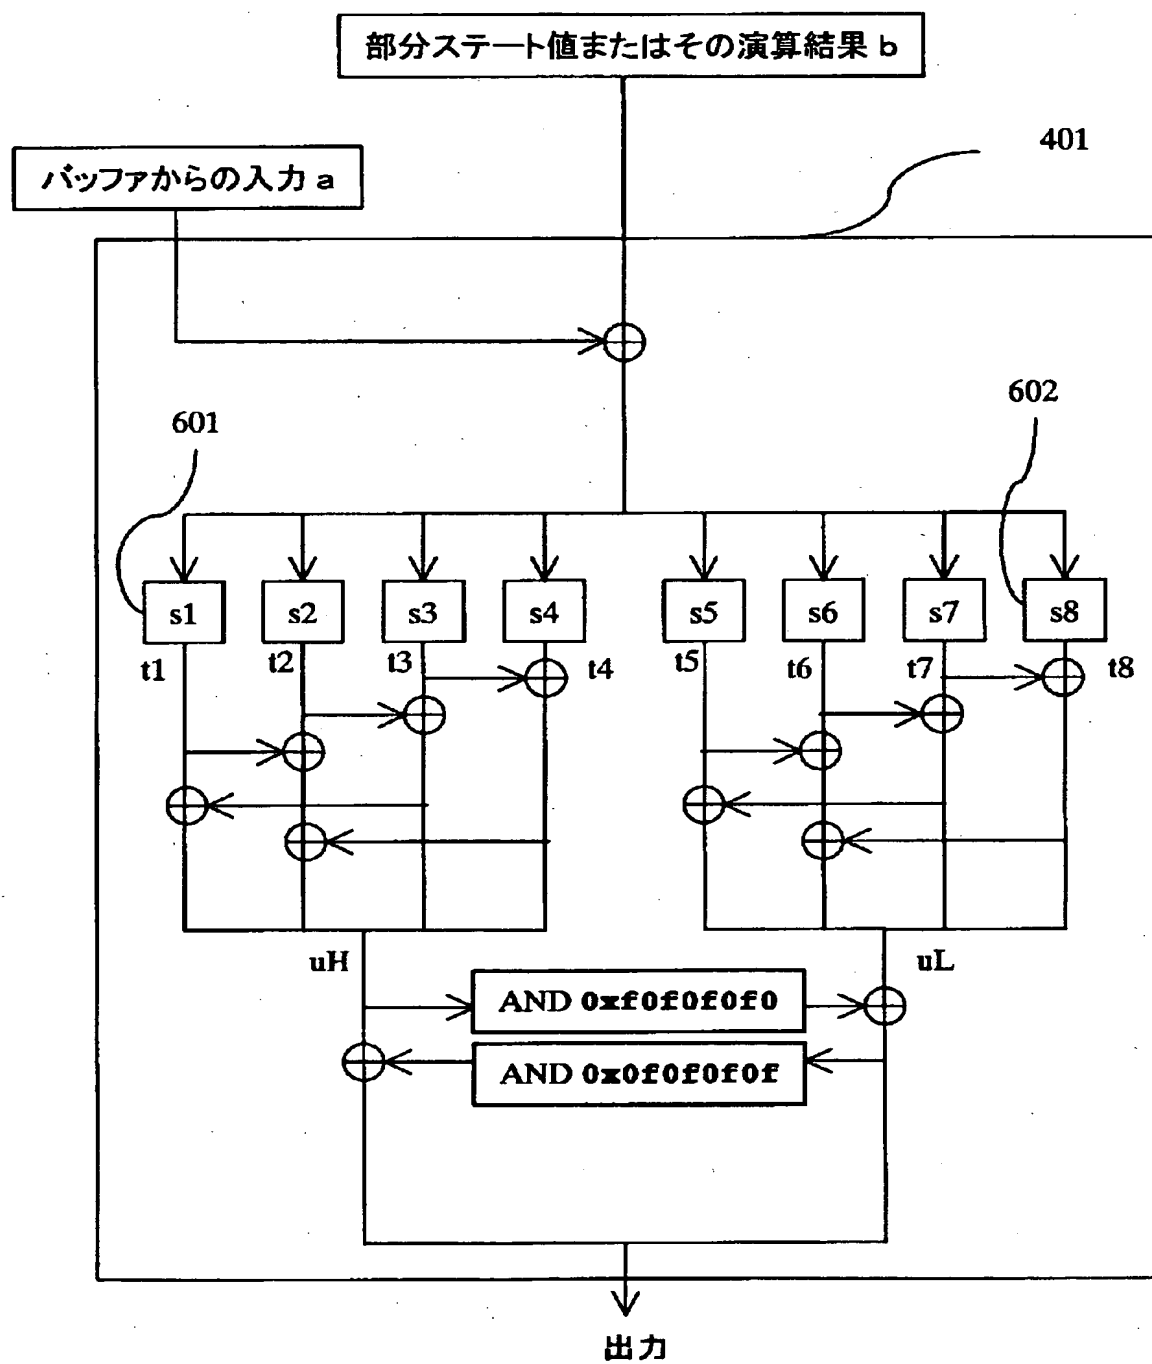 部分ステート値またはその演算結果 b
401
バッファからの入力 a
601
602
s1 s2 s3 s4 s5 s6 s7 s8
t1 t2 t3 t4 t5 t6 t7 t8
uH uL
AND 0xf0f0f0f0
AND 0x0f0f0f0f
出力